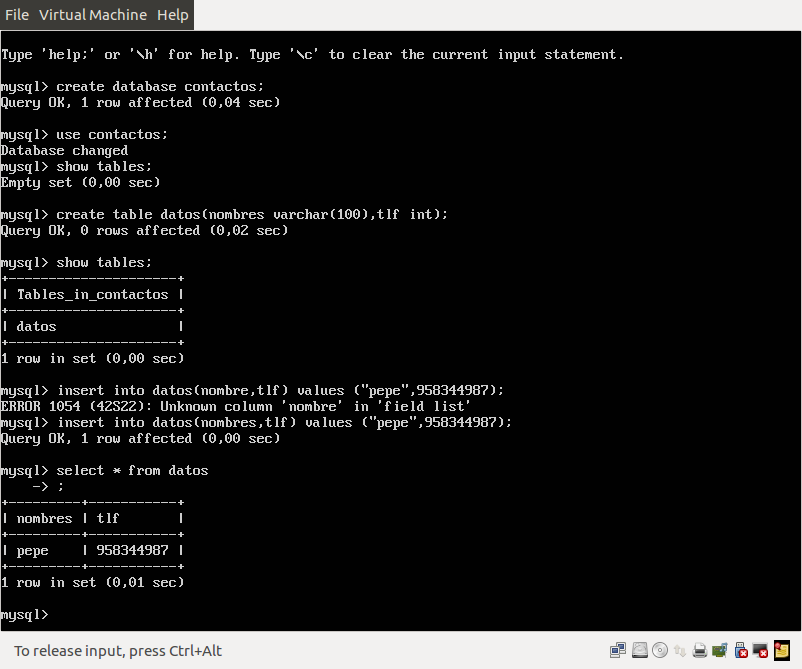 File Virtual Machine Help
Type 'help;' or '\h' for help. Type '\c' to clear the current input statement.
mysql> create database contactos;
Query OK, 1 row affected (0,04 sec)
mysql> use contactos;
Database changed
mysql> show tables;
Empty set (0,00 sec)
mysql> create table datos(nombres varchar(100),tlf int);
Query OK, 0 rows affected (0,02 sec)
mysql> show tables;
+---------------------+
| Tables_in_contactos |
+---------------------+
| datos               |
+---------------------+
1 row in set (0,00 sec)
mysql> insert into datos(nombre,tlf) values ("pepe",958344987);
ERROR 1054 (42S22): Unknown column 'nombre' in 'field list'
mysql> insert into datos(nombres,tlf) values ("pepe",958344987);
Query OK, 1 row affected (0,00 sec)
mysql> select * from datos
    -> ;
+---------+-----------+
| nombres | tlf       |
+---------+-----------+
| pepe    | 958344987 |
+---------+-----------+
1 row in set (0,01 sec)
mysql>
To release input, press Ctrl+Alt